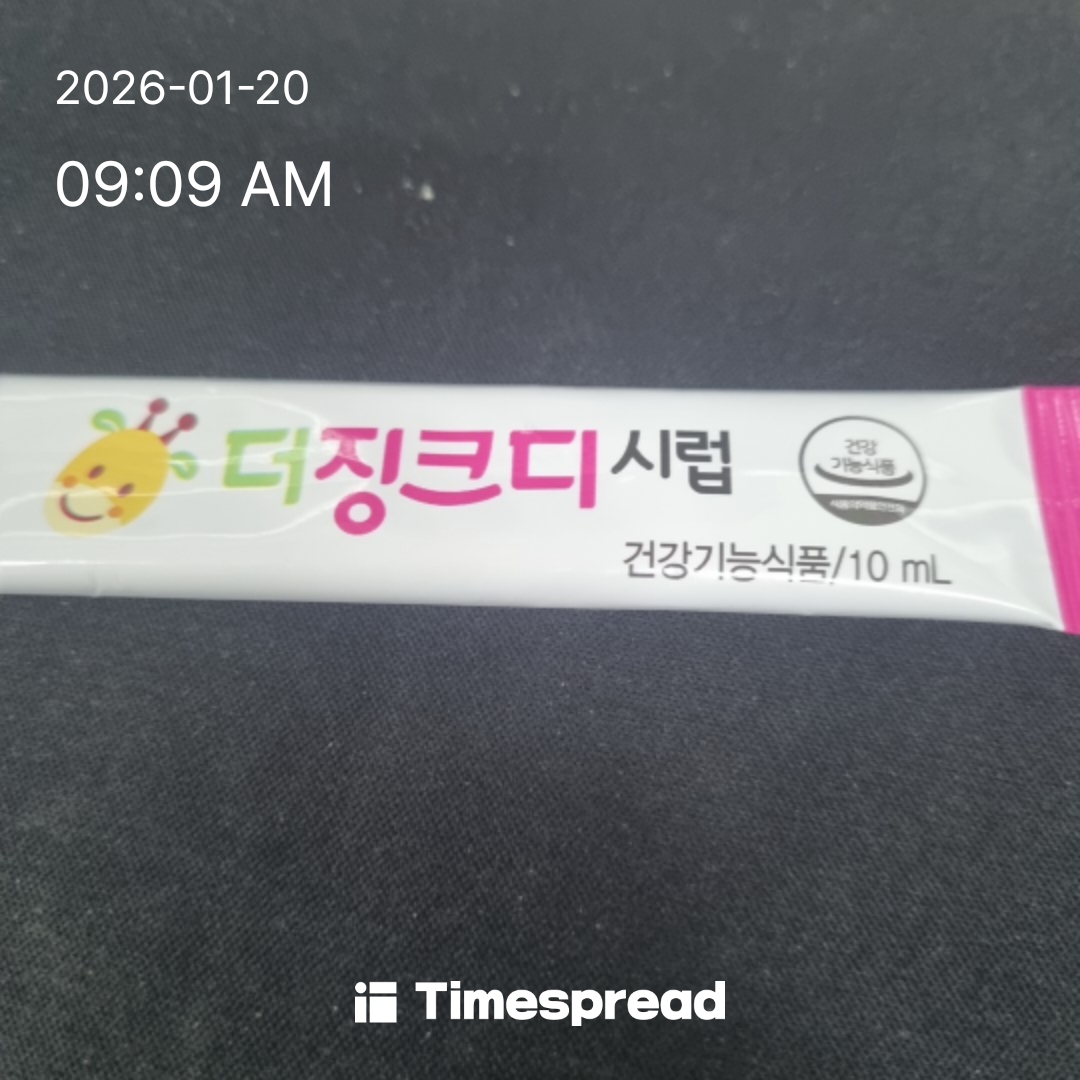 2026-01-20
09:09 AM
더징크디 시럽
건강
기능식품
건강기능식품/10 mL
Timespread